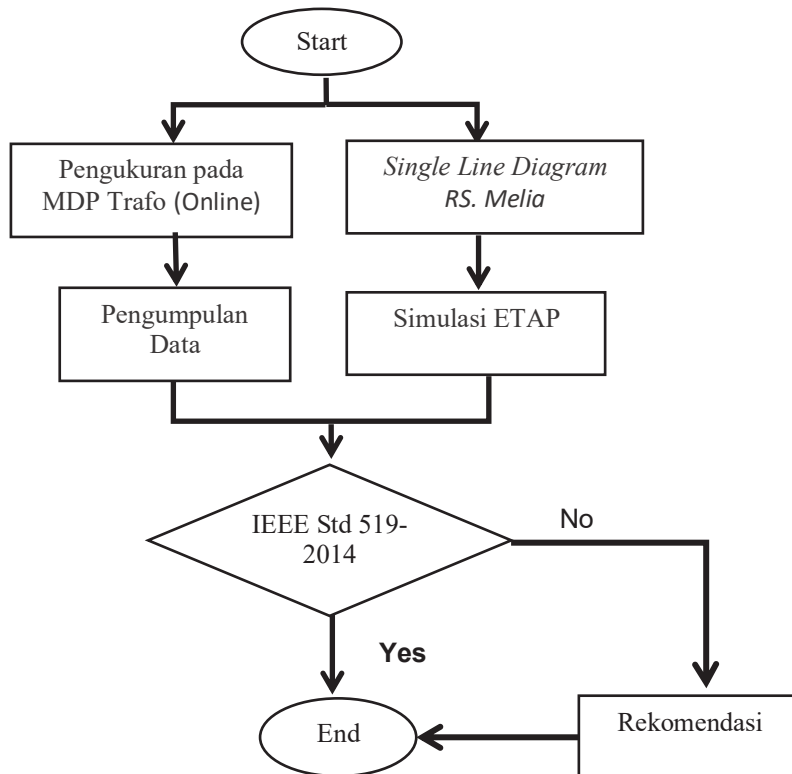 Start
Pengukuran pada
MDP Trafo (Online)
Single Line Diagram
RS. Melia
Pengumpulan
Data
Simulasi ETAP
IEEE Std 519-
2014
No
Yes
End
Rekomendasi